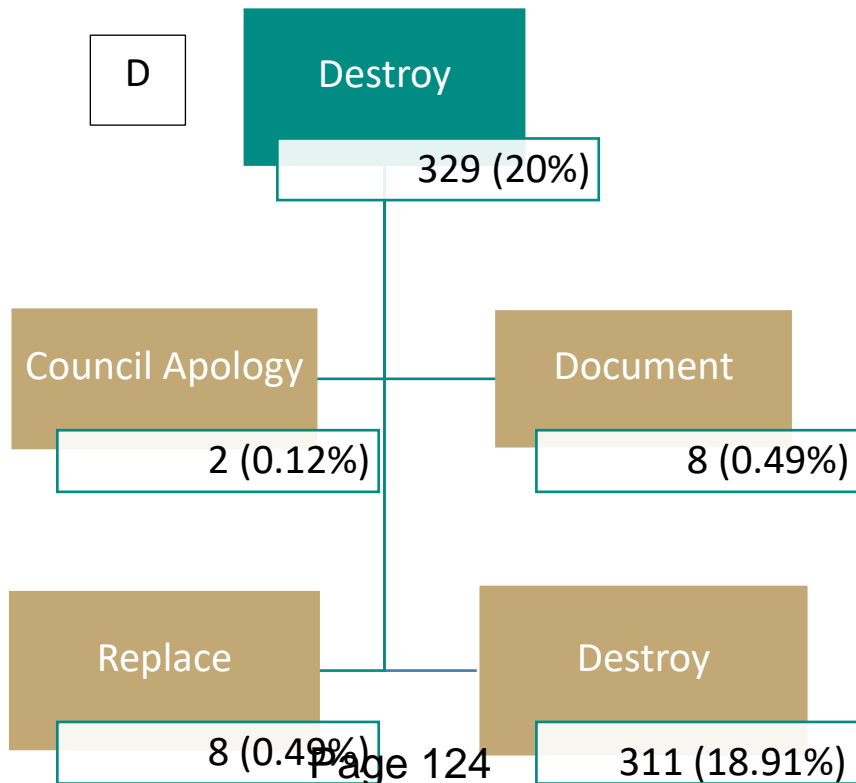 D
Destroy
329 (20%)
Council Apology
2 (0.12%)
Document
8 (0.49%)
Replace
8 (0.49%)
Destroy
311 (18.91%)
Page 124